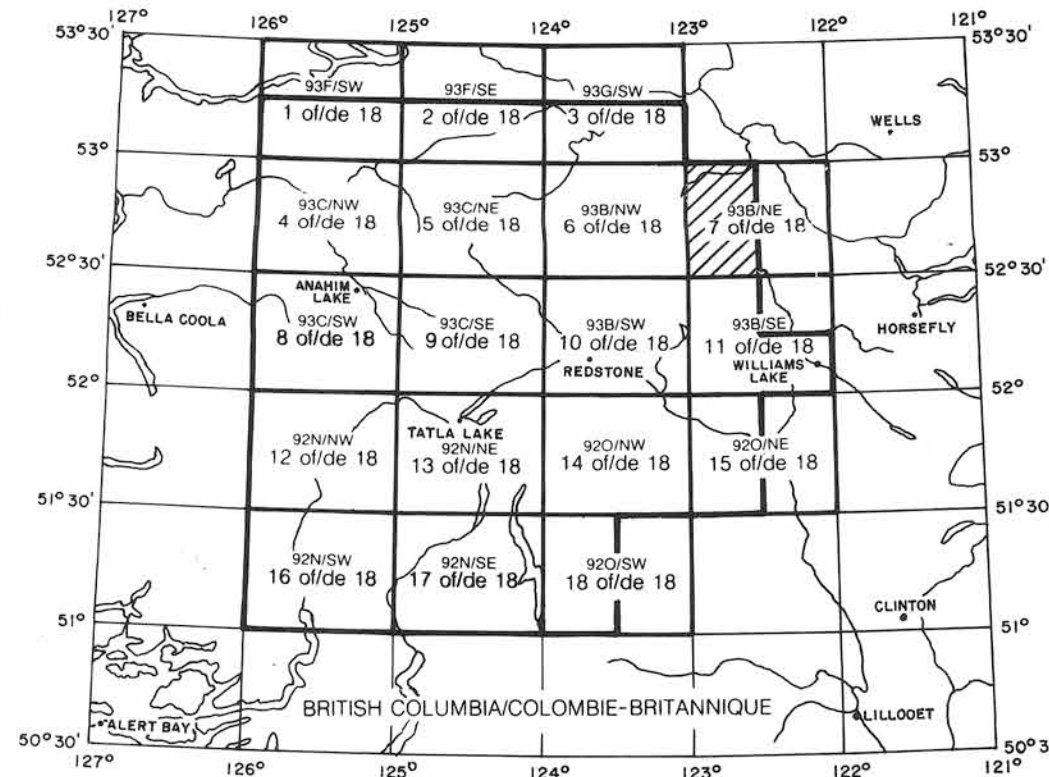 127° 126° 125° 124° 123° 122° 121°
53° 30' 53° 30'
93F/SW 93F/SE 93G/SW
1 of/de 18 2 of/de 18 3 of/de 18
WELLS
53° 53°
93C/NW 93C/NE 93B/NW 93B/NE
4 of/de 18 5 of/de 18 6 of/de 18 7 of/de 18
52° 30' 52° 30'
ANAHIM
LAKE
BELLA COOLA
93C/SW 93C/SE 93B/SW 93B/SE
8 of/de 18 9 of/de 18 10 of/de 18 11 of/de 18
HORSEFLY
REDSTONE
WILLIAMS
LAKE
52° 52°
TATLA LAKE
92N/NW 92N/NE 92O/NW 92O/NE
12 of/de 18 13 of/de 18 14 of/de 18 15 of/de 18
51° 30' 51° 30
92N/SW 92N/SE 92O/SW
16 of/de 18 17 of/de 18 18 of/de 18
CLINTON
51° 51°
BRITISH COLUMBIA/COLOMBIE-BRITANNIQUE
ALERT BAY
LILLOOET
50° 30' 50° 3
127° 126° 125° 124° 123° 122° 121°